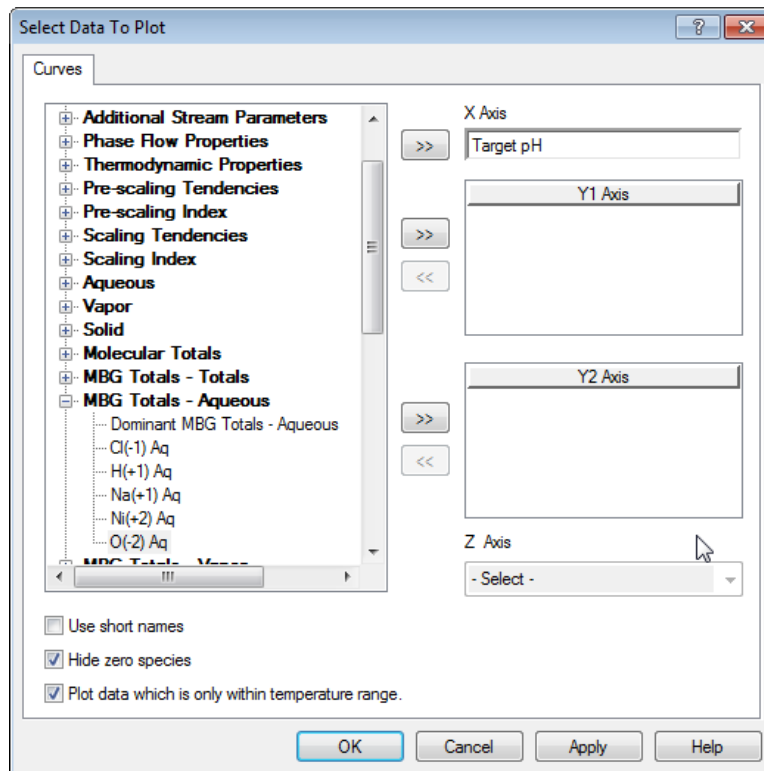 Select Data To Plot
?
Curves
Additional Stream Parameters
Phase Flow Properties
Thermodynamic Properties
Pre-scaling Tendencies
Pre-scaling Index
Scaling Tendencies
Scaling Index
Aqueous
Vapor
Solid
Molecular Totals
MBG Totals - Totals
MBG Totals - Aqueous
Dominant MBG Totals - Aqueous
Cl(-1) Aq
H(+1) Aq
Na(+1) Aq
Ni(+2) Aq
O(-2) Aq
MBG Totals - Vapor
>>
X Axis
Target pH
Y1 Axis
>>
<<
Y2 Axis
>>
<<
Z Axis
- Select -
Use short names
Hide zero species
Plot data which is only within temperature range.
OK
Cancel
Apply
Help